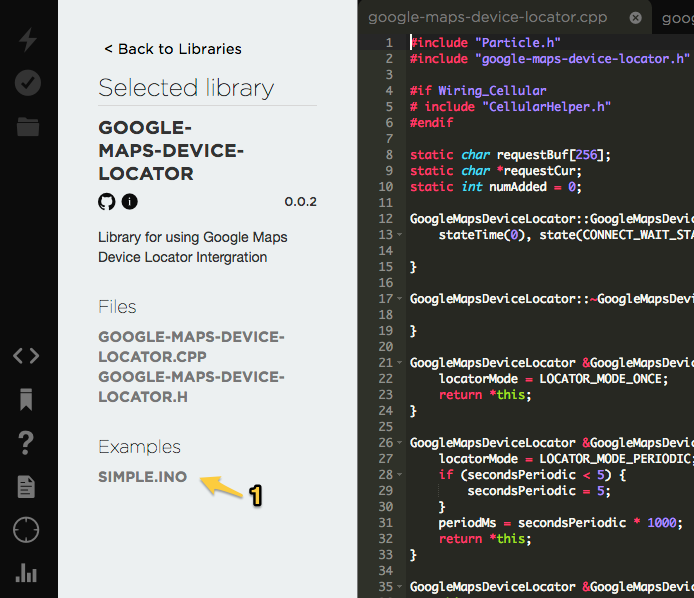 < Back to Libraries
Selected library
GOOGLE-
MAPS-DEVICE-
LOCATOR
0.0.2
Library for using Google Maps
Device Locator Intergration
Files
GOOGLE-MAPS-DEVICE-
LOCATOR.CPP
GOOGLE-MAPS-DEVICE-
LOCATOR.H
Examples
SIMPLE.INO
1
google-maps-device-locator.cpp
goog
1 #include "Particle.h"
2 #include "google-maps-device-locator.h"
3
4 #if Wiring_Cellular
5 # include "CellularHelper.h"
6 #endif
7
8 static char requestBuf[256];
9 static char *requestCur;
10 static int numAdded = 0;
11
12 GoogleMapsDeviceLocator::GoogleMapsDevic
13 stateTime(0), state(CONNECT_WAIT_STA
14
15 }
16
17 GoogleMapsDeviceLocator::~GoogleMapsDevi
18
19 }
20
21 GoogleMapsDeviceLocator &GoogleMapsDevic
22 locatorMode = LOCATOR_MODE_ONCE;
23 return *this;
24 }
25
26 GoogleMapsDeviceLocator &GoogleMapsDevic
27 locatorMode = LOCATOR_MODE_PERIODIC;
28 if (secondsPeriodic < 5) {
29 secondsPeriodic = 5;
30 }
31 periodMs = secondsPeriodic * 1000;
32 return *this;
33 }
34
35 GoogleMapsDeviceLocator &GoogleMapsDevic